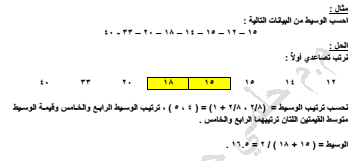 مثال :
احسب الوسيط من البيانات التالية :
١٥ – ١٢ – ١٥ – ١٤ – ١٨ – ٢٠ – ٣٣ - ٤٠
الحل :
نرتب تصاعدي أولاً :
١٢ ١٤ ١٥ ١٥ ١٨ ٢٠ ٣٣ ٤٠
نحسب ترتيب الوسيط = ( ٢/٨ ، ٢/٨ + ١) = ( ٤ ، ٥ ) ، ترتيب الوسيط الرابع والخامس وقيمة الوسيط
متوسط القيمتين اللتان ترتيبهما الرابع والخامس .
الوسيط = ( ١٥ + ١٨ ) / ٢ = ١٦.٥ .